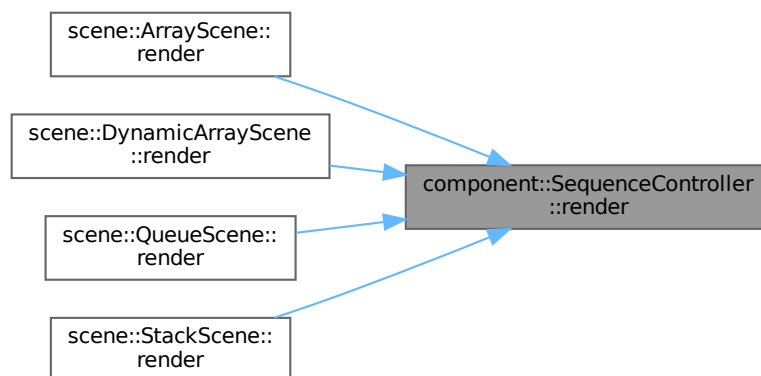 scene::ArrayScene::
render
scene::DynamicArrayScene
::render
component::SequenceController
::render
scene::QueueScene::
render
scene::StackScene::
render